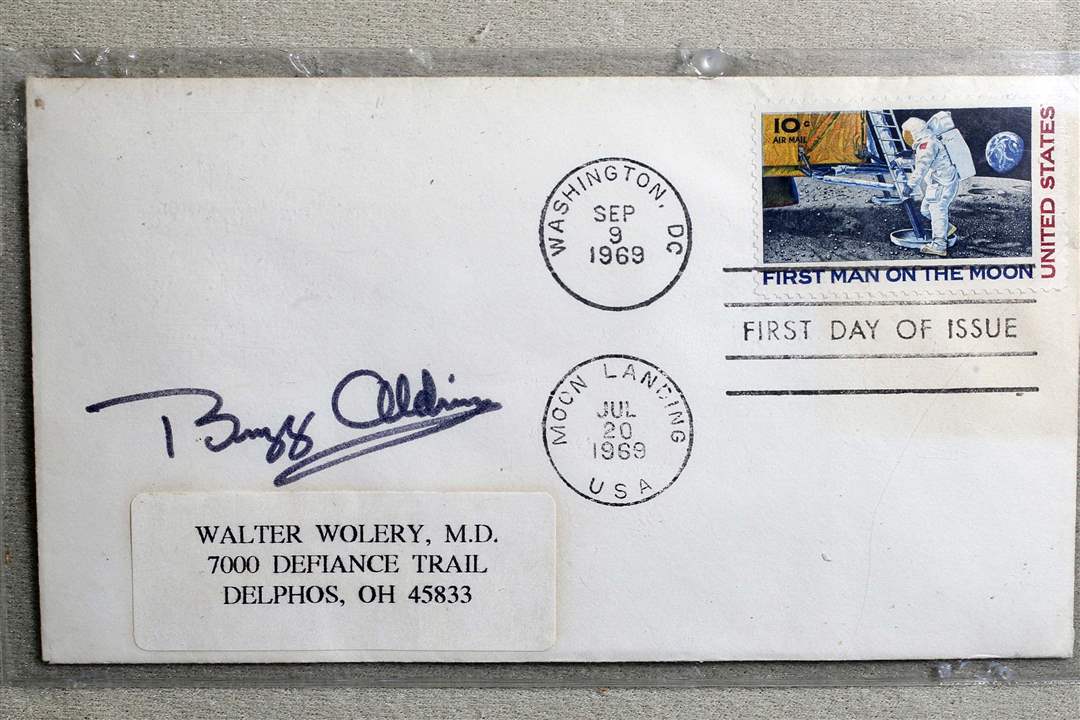 10c
AIR MAIL
UNITED STATES
FIRST MAN ON THE MOON
WASHINGTON, DC
SEP
9
1969
FIRST DAY OF ISSUE
MOON LANDING
JUL
20
1969
USA
Buzz Aldrin
WALTER WOLERY, M.D.
7000 DEFIANCE TRAIL
DELPHOS, OH 45833